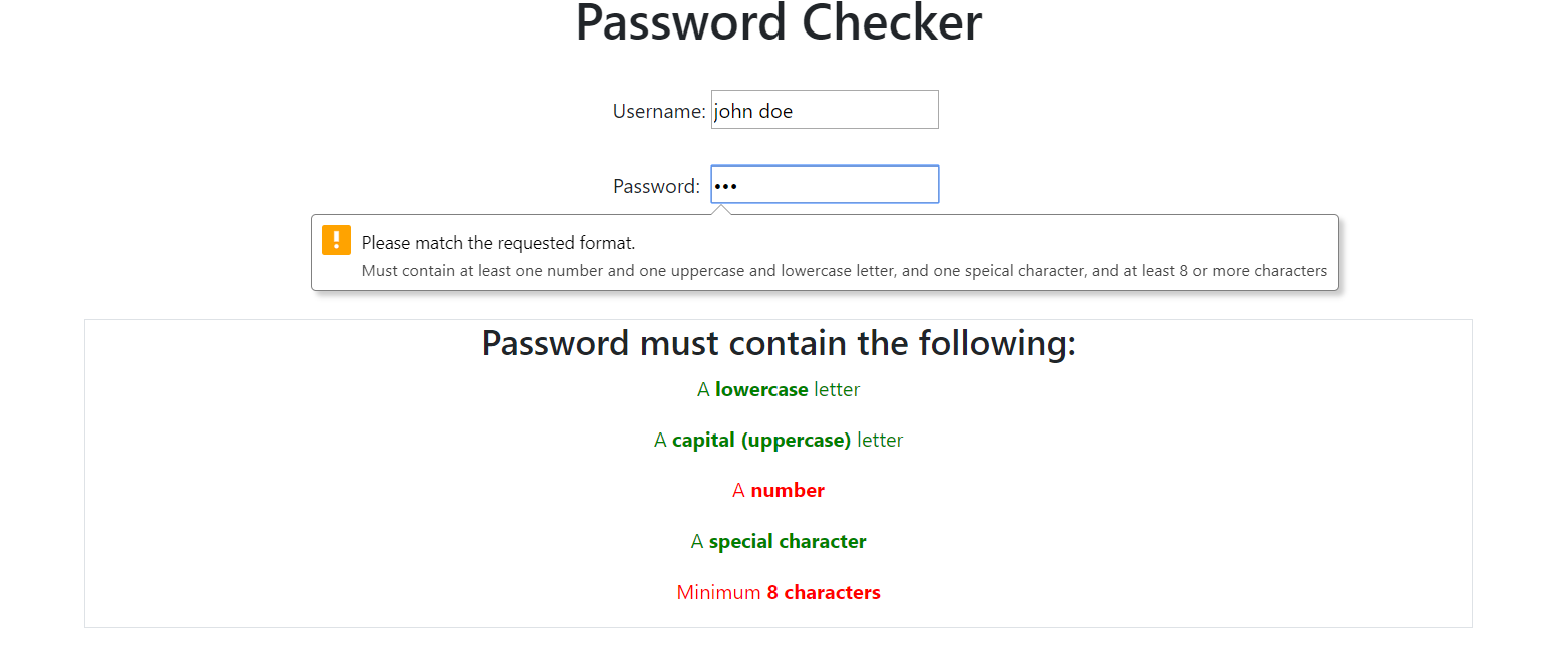 Password Checker
Username: john doe
Password: •••
Please match the requested format.
Must contain at least one number and one uppercase and lowercase letter, and one speical character, and at least 8 or more characters
Password must contain the following:
A lowercase letter
A capital (uppercase) letter
A number
A special character
Minimum 8 characters